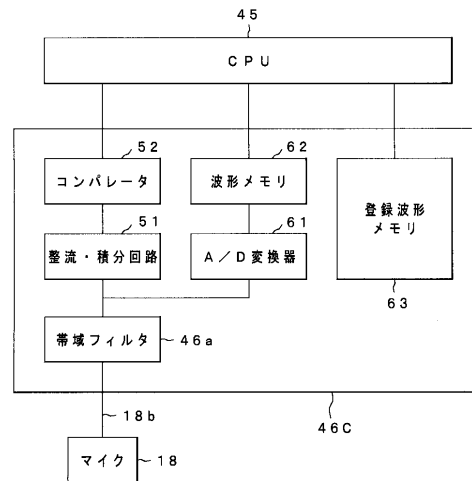 45
CPU
52
62
コンパレータ
波形メモリ
登録波形
メモリ
51
61
整流・積分回路
A/D変換器
63
帯域フィルタ
46a
46C
18b
マイク
18